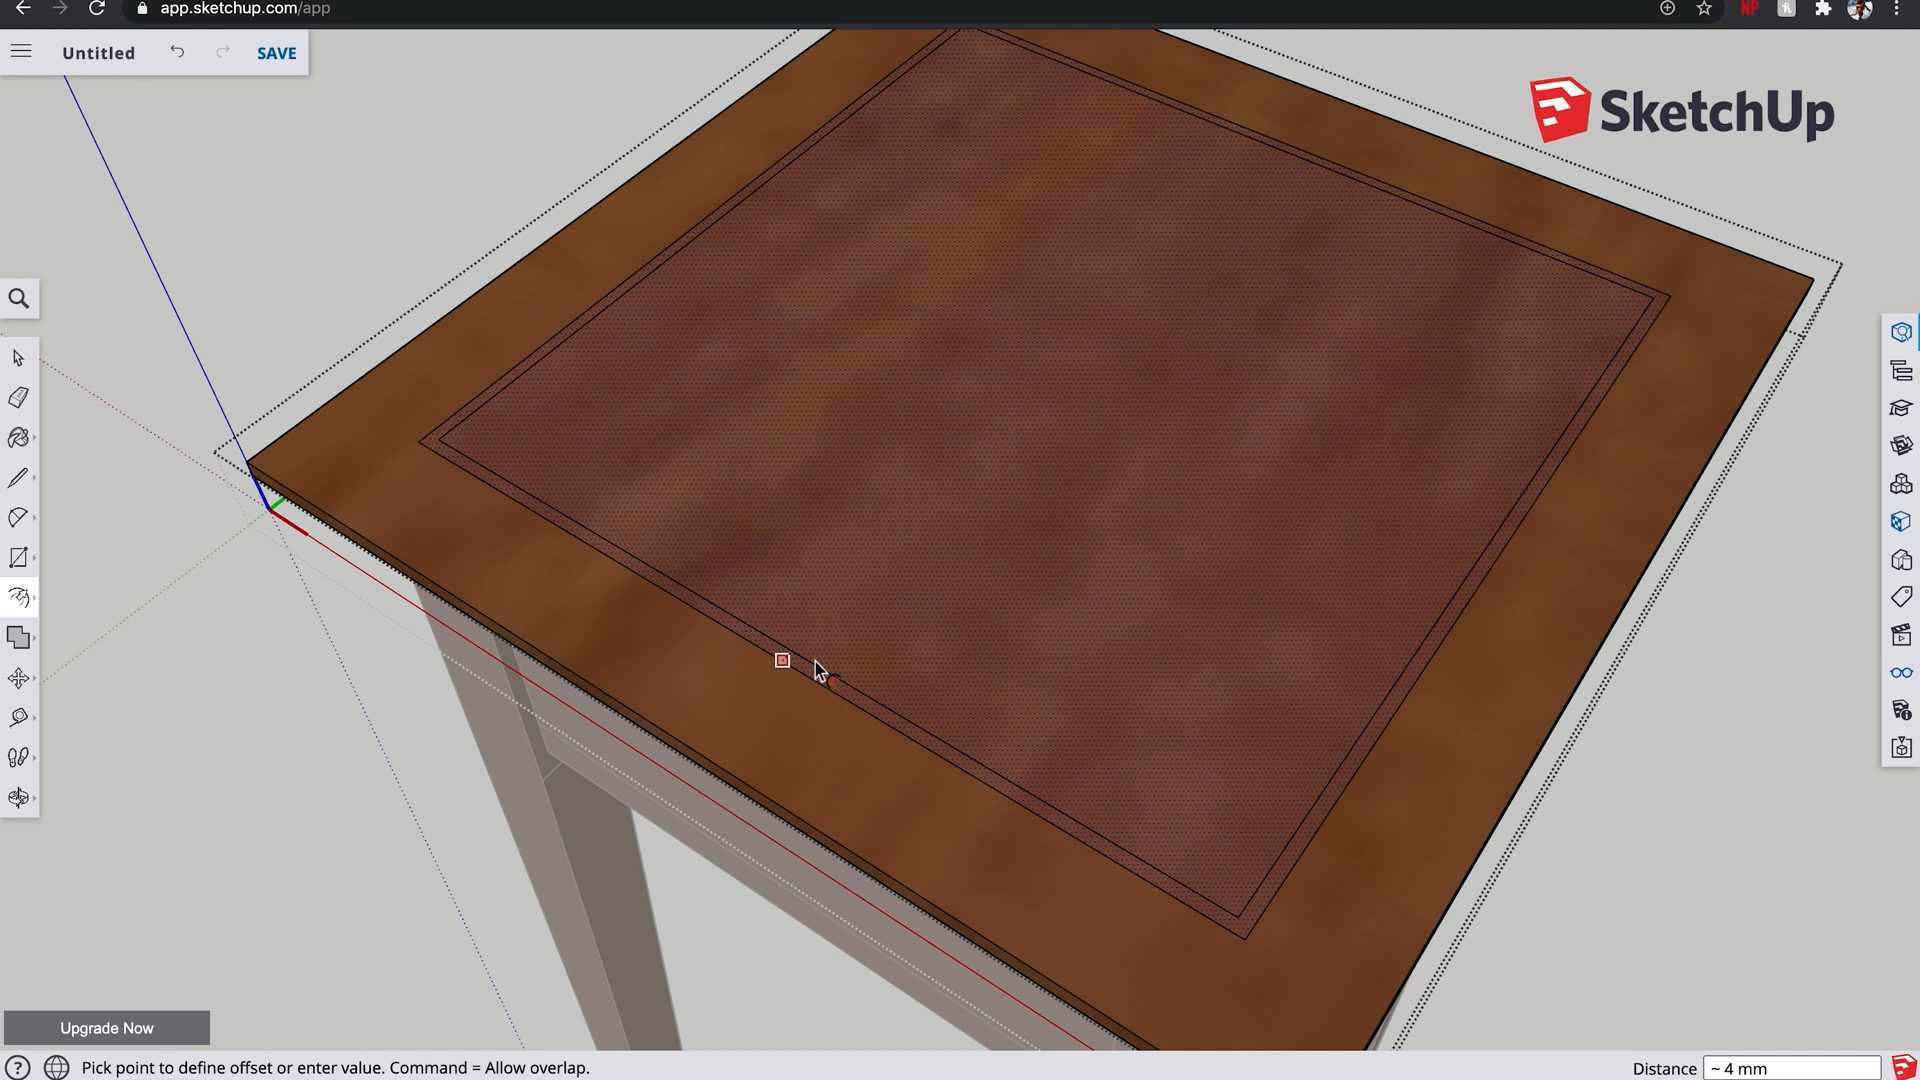 app.sketchup.com/app
NP
Untitled
SAVE
SketchUp
Upgrade Now
Pick point to define offset or enter value. Command = Allow overlap.
Distance
~ 4 mm